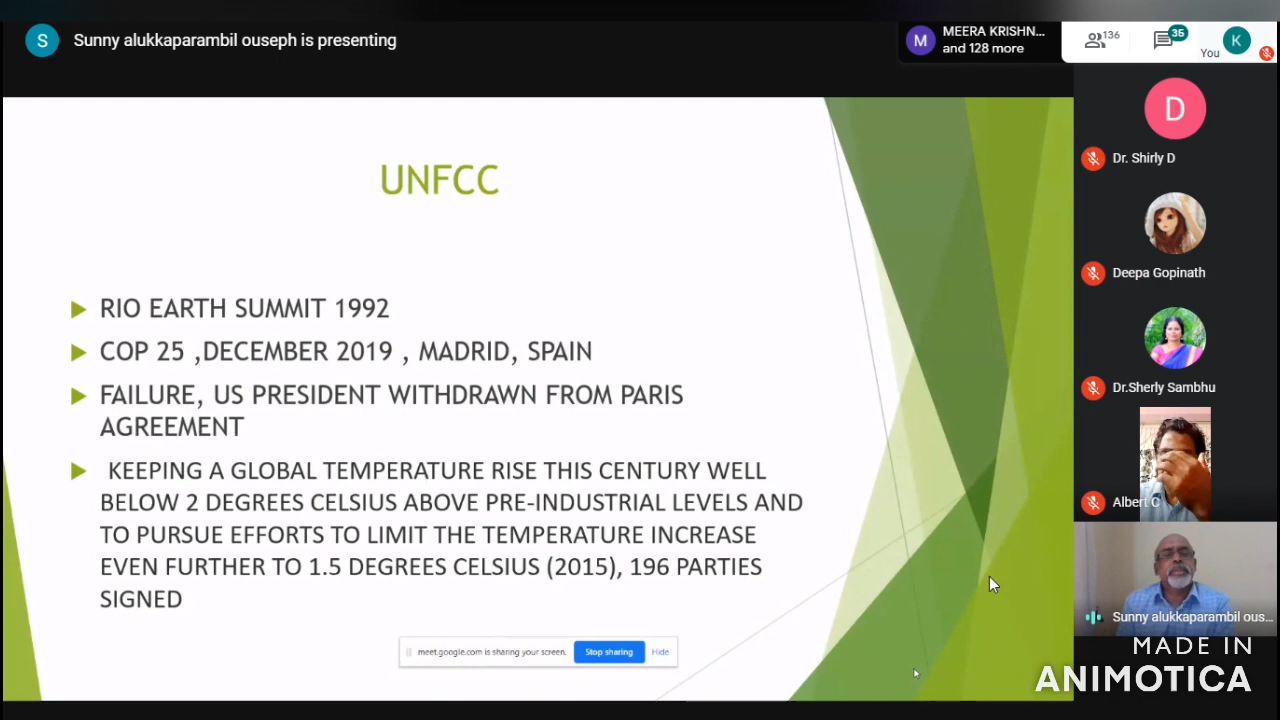 S
Sunny alukkaparambil ouseph is presenting
M
MEERA KRISHN...
and 128 more
136
35
You
K
UNFCC
RIO EARTH SUMMIT 1992
COP 25 ,DECEMBER 2019 , MADRID, SPAIN
FAILURE, US PRESIDENT WITHDRAWN FROM PARIS
AGREEMENT
KEEPING A GLOBAL TEMPERATURE RISE THIS CENTURY WELL
BELOW 2 DEGREES CELSIUS ABOVE PRE-INDUSTRIAL LEVELS AND
TO PURSUE EFFORTS TO LIMIT THE TEMPERATURE INCREASE
EVEN FURTHER TO 1.5 DEGREES CELSIUS (2015), 196 PARTIES
SIGNED
meet.google.com is sharing your screen.
Stop sharing
Hide
D
Dr. Shirly D
Deepa Gopinath
Dr.Sherly Sambhu
Albert C
Sunny alukkaparambil ous...
MADE IN
ANIMOTICA